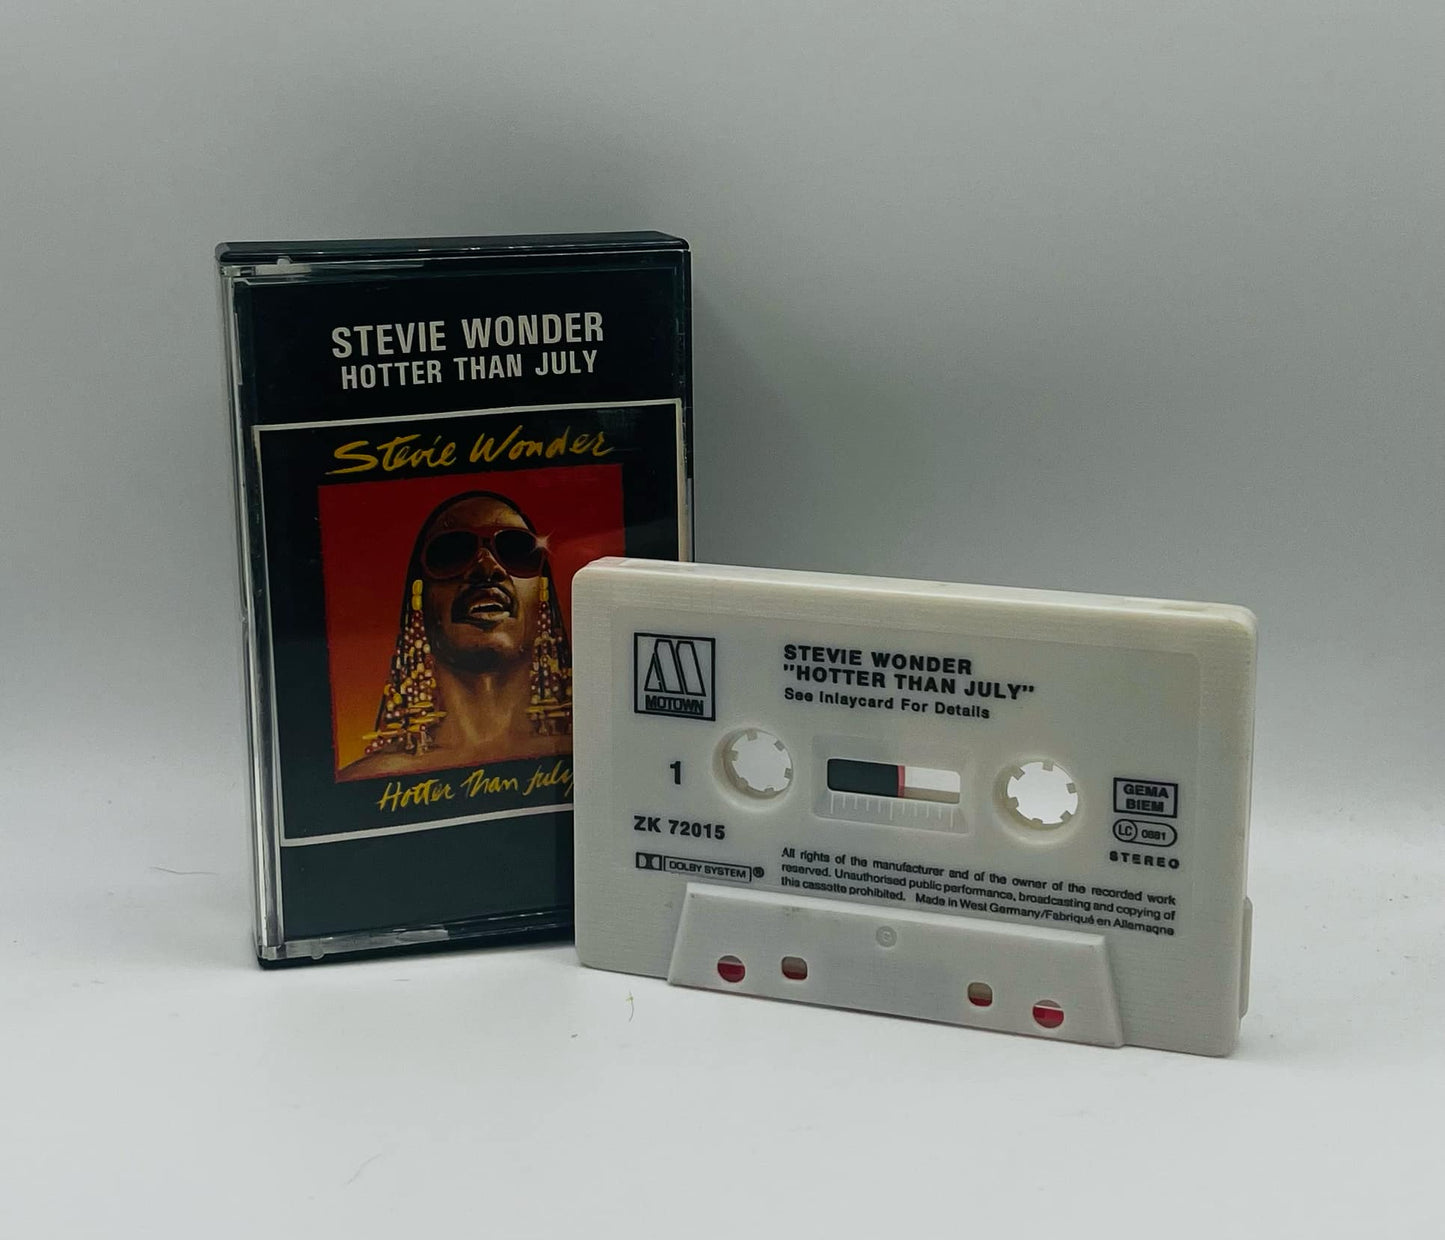 STEVIE WONDER
HOTTER THAN JULY
Stevie Wonder
Hotter Than July
MOTOWN
STEVIE WONDER
"HOTTER THAN JULY"
See Inlaycard For Details
1
ZK 72015
DOLBY SYSTEM ®
GEMA
BIEM
LC 0881
STEREO
All rights of the manufacturer and of the owner of the recorded work
reserved. Unauthorised public performance, broadcasting and copying of
this cassette prohibited. Made in West Germany/Fabriqué en Allemagne